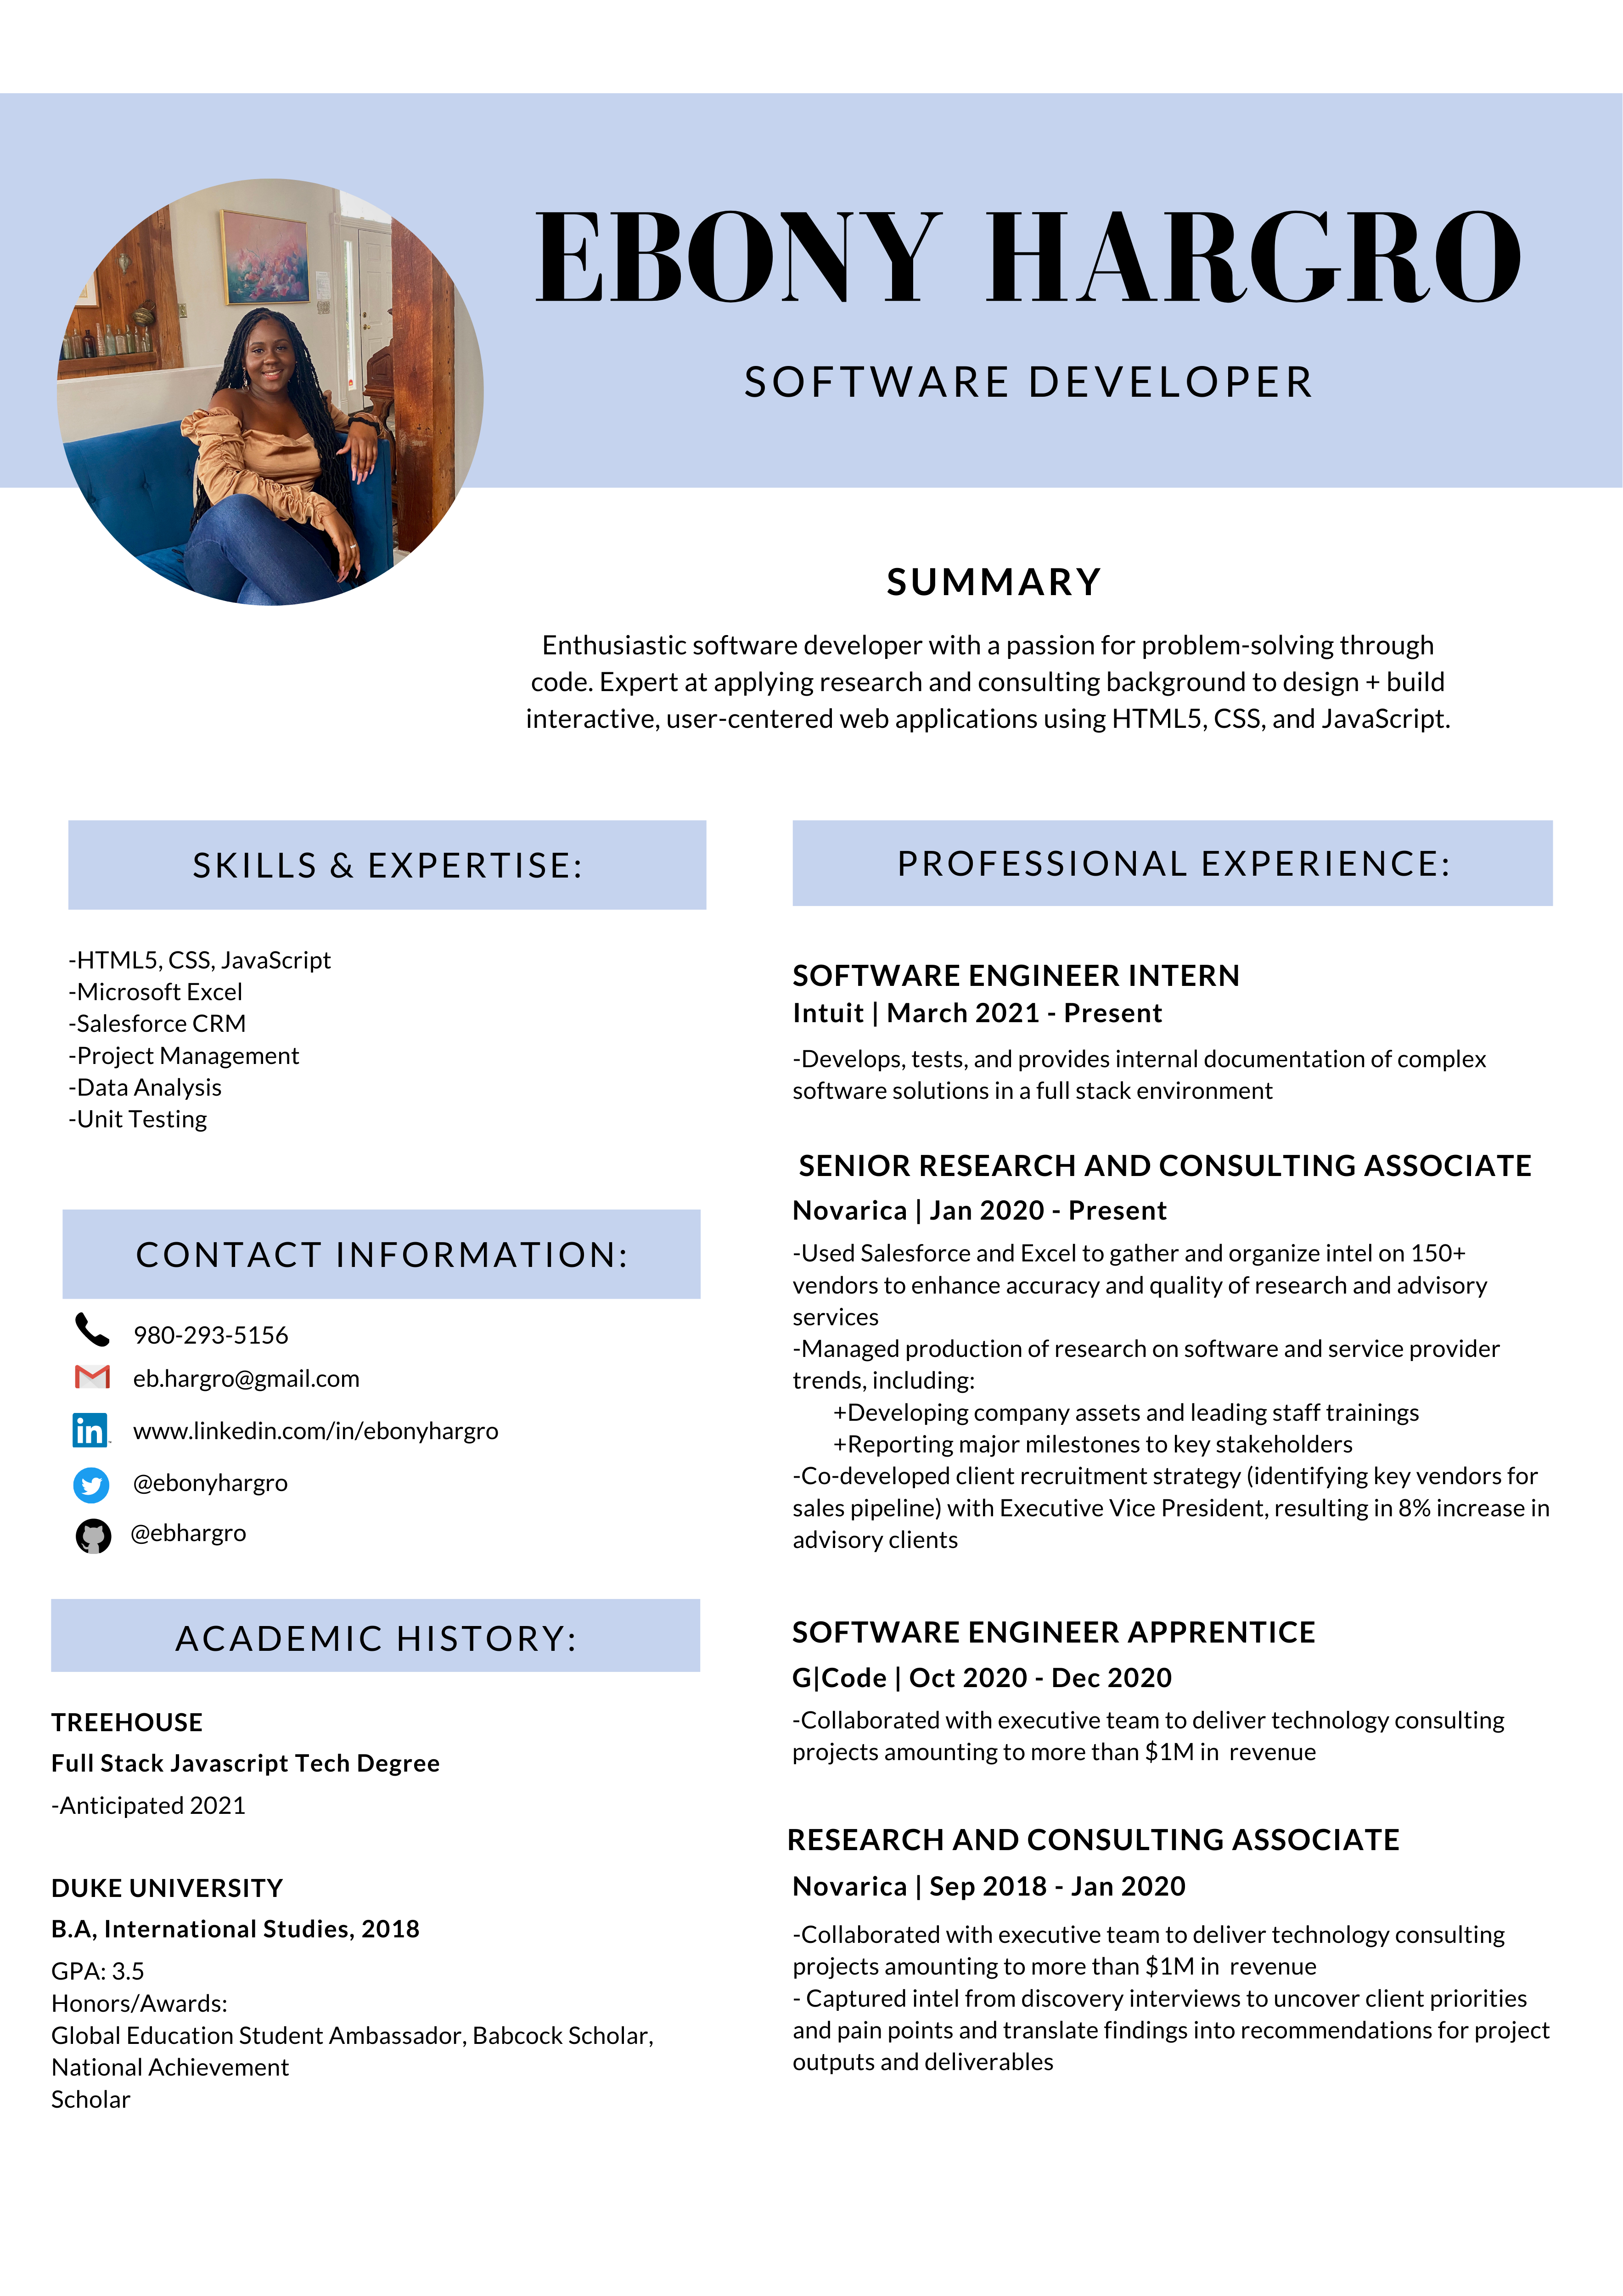 EBONY HARGRO
SOFTWARE DEVELOPER
SUMMARY
Enthusiastic software developer with a passion for problem-solving through
code. Expert at applying research and consulting background to design + build
interactive, user-centered web applications using HTML5, CSS, and JavaScript.
SKILLS & EXPERTISE:
-HTML5, CSS, JavaScript
-Microsoft Excel
-Salesforce CRM
-Project Management
-Data Analysis
-Unit Testing
CONTACT INFORMATION:
980-293-5156
eb.hargro@gmail.com
in
www.linkedin.com/in/ebonyhargro
@ebonyhargro
@ebhargro
ACADEMIC HISTORY:
TREEHOUSE
Full Stack Javascript Tech Degree
-Anticipated 2021
DUKE UNIVERSITY
B.A, International Studies, 2018
GPA: 3.5
Honors/Awards:
Global Education Student Ambassador, Babcock Scholar,
National Achievement
Scholar
PROFESSIONAL EXPERIENCE:
SOFTWARE ENGINEER INTERN
Intuit | March 2021 - Present
-Develops, tests, and provides internal documentation of complex
software solutions in a full stack environment
SENIOR RESEARCH AND CONSULTING ASSOCIATE
Novarica | Jan 2020 - Present
-Used Salesforce and Excel to gather and organize intel on 150+
vendors to enhance accuracy and quality of research and advisory
services
-Managed production of research on software and service provider
trends, including:
+Developing company assets and leading staff trainings
+Reporting major milestones to key stakeholders
-Co-developed client recruitment strategy (identifying key vendors for
sales pipeline) with Executive Vice President, resulting in 8% increase in
advisory clients
SOFTWARE ENGINEER APPRENTICE
G|Code | Oct 2020 - Dec 2020
-Collaborated with executive team to deliver technology consulting
projects amounting to more than $1M in  revenue
RESEARCH AND CONSULTING ASSOCIATE
Novarica | Sep 2018 - Jan 2020
-Collaborated with executive team to deliver technology consulting
projects amounting to more than $1M in  revenue
- Captured intel from discovery interviews to uncover client priorities
and pain points and translate findings into recommendations for project
outputs and deliverables